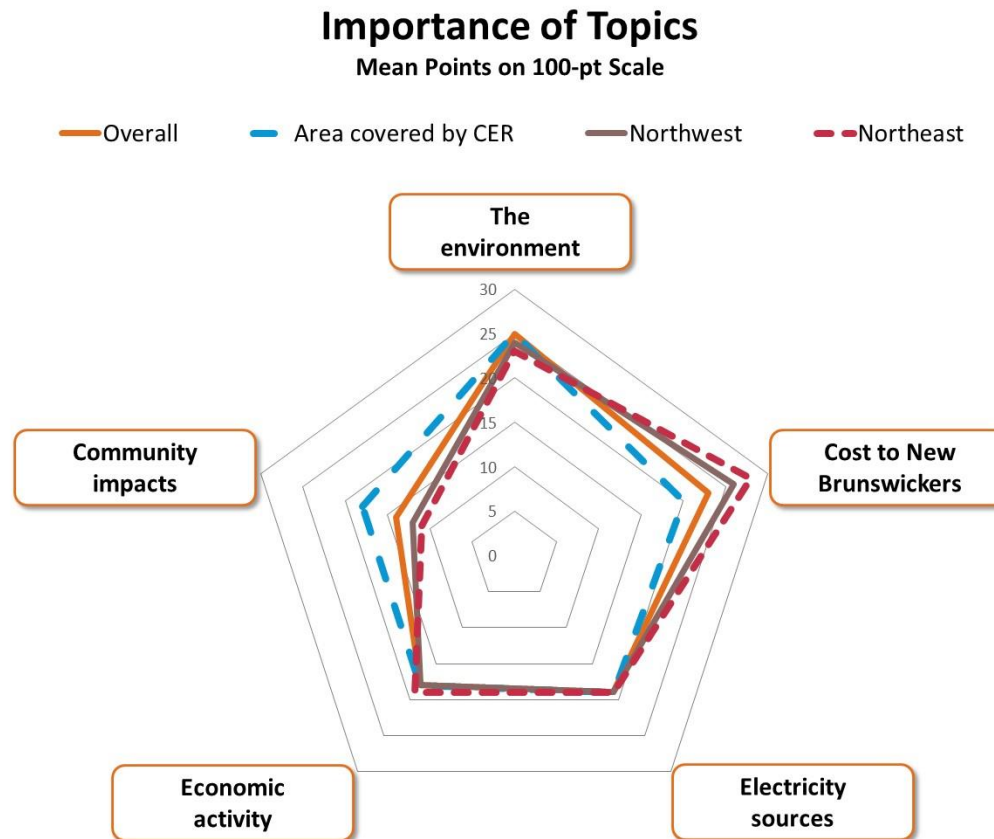 Importance of Topics
Mean Points on 100-pt Scale
Overall
Area covered by CER
Northwest
Northeast
The
environment
30
25
20
15
10
5
0
Community
impacts
Cost to New
Brunswickers
Economic
activity
Electricity
sources